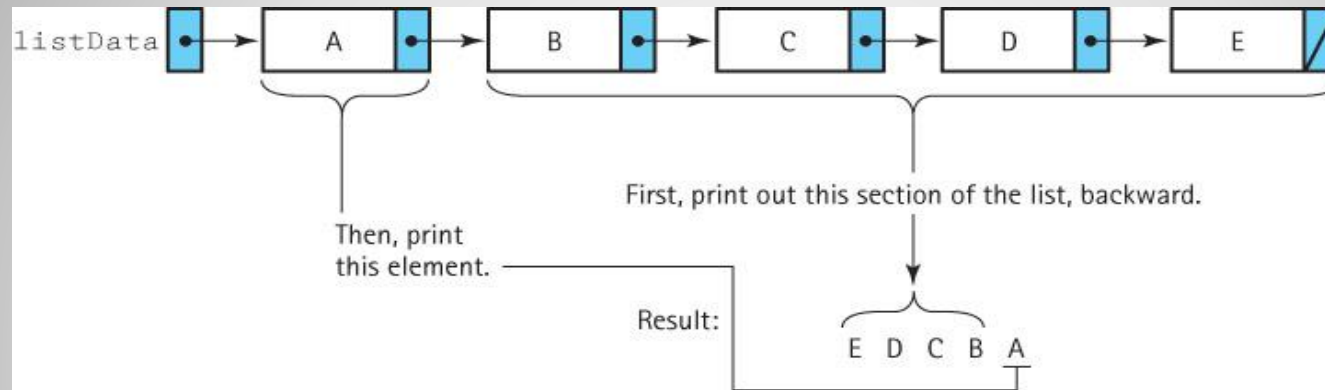 listData A B C D E
First, print out this section of the list, backward.
Then, print
this element.
Result:
E D C B A